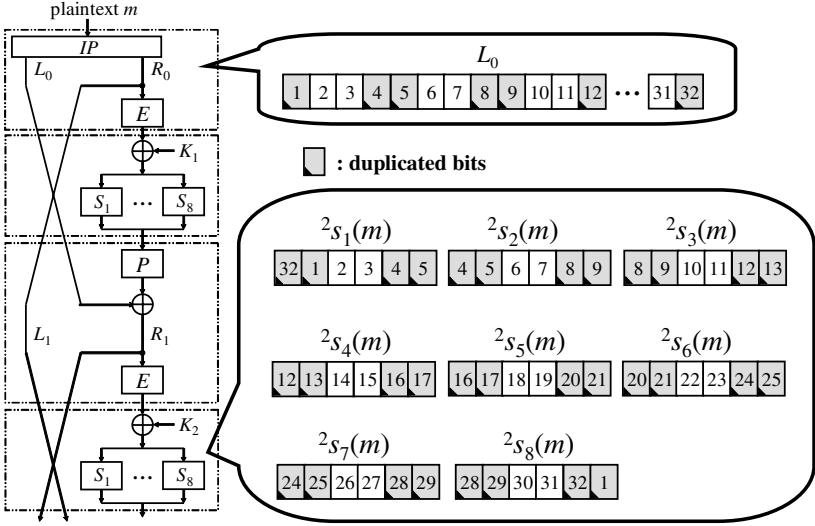 plaintext m
IP
L0 R0
E
K1
S1 ... S8
P
L1 R1
E
K2
S1 ... S8
L0
1 2 3 4 5 6 7 8 9 10 11 12 ... 31 32
: duplicated bits
2s1(m) 2s2(m) 2s3(m)
32 1 2 3 4 5 4 5 6 7 8 9 8 9 10 11 12 13
2s4(m) 2s5(m) 2s6(m)
12 13 14 15 16 17 16 17 18 19 20 21 20 21 22 23 24 25
2s7(m) 2s8(m)
24 25 26 27 28 29 28 29 30 31 32 1